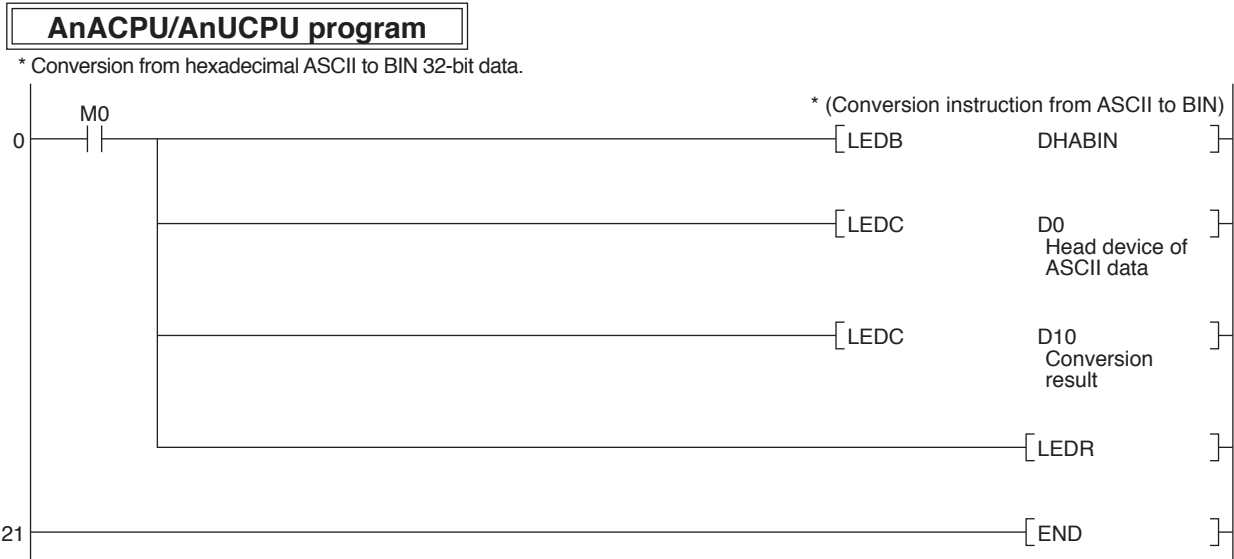 AnACPU/AnUCPU program
* Conversion from hexadecimal ASCII to BIN 32-bit data.
* (Conversion instruction from ASCII to BIN)
M0
0
LEDB DHABIN
LEDC D0
Head device of
ASCII data
LEDC D10
Conversion
result
LEDR
21
END